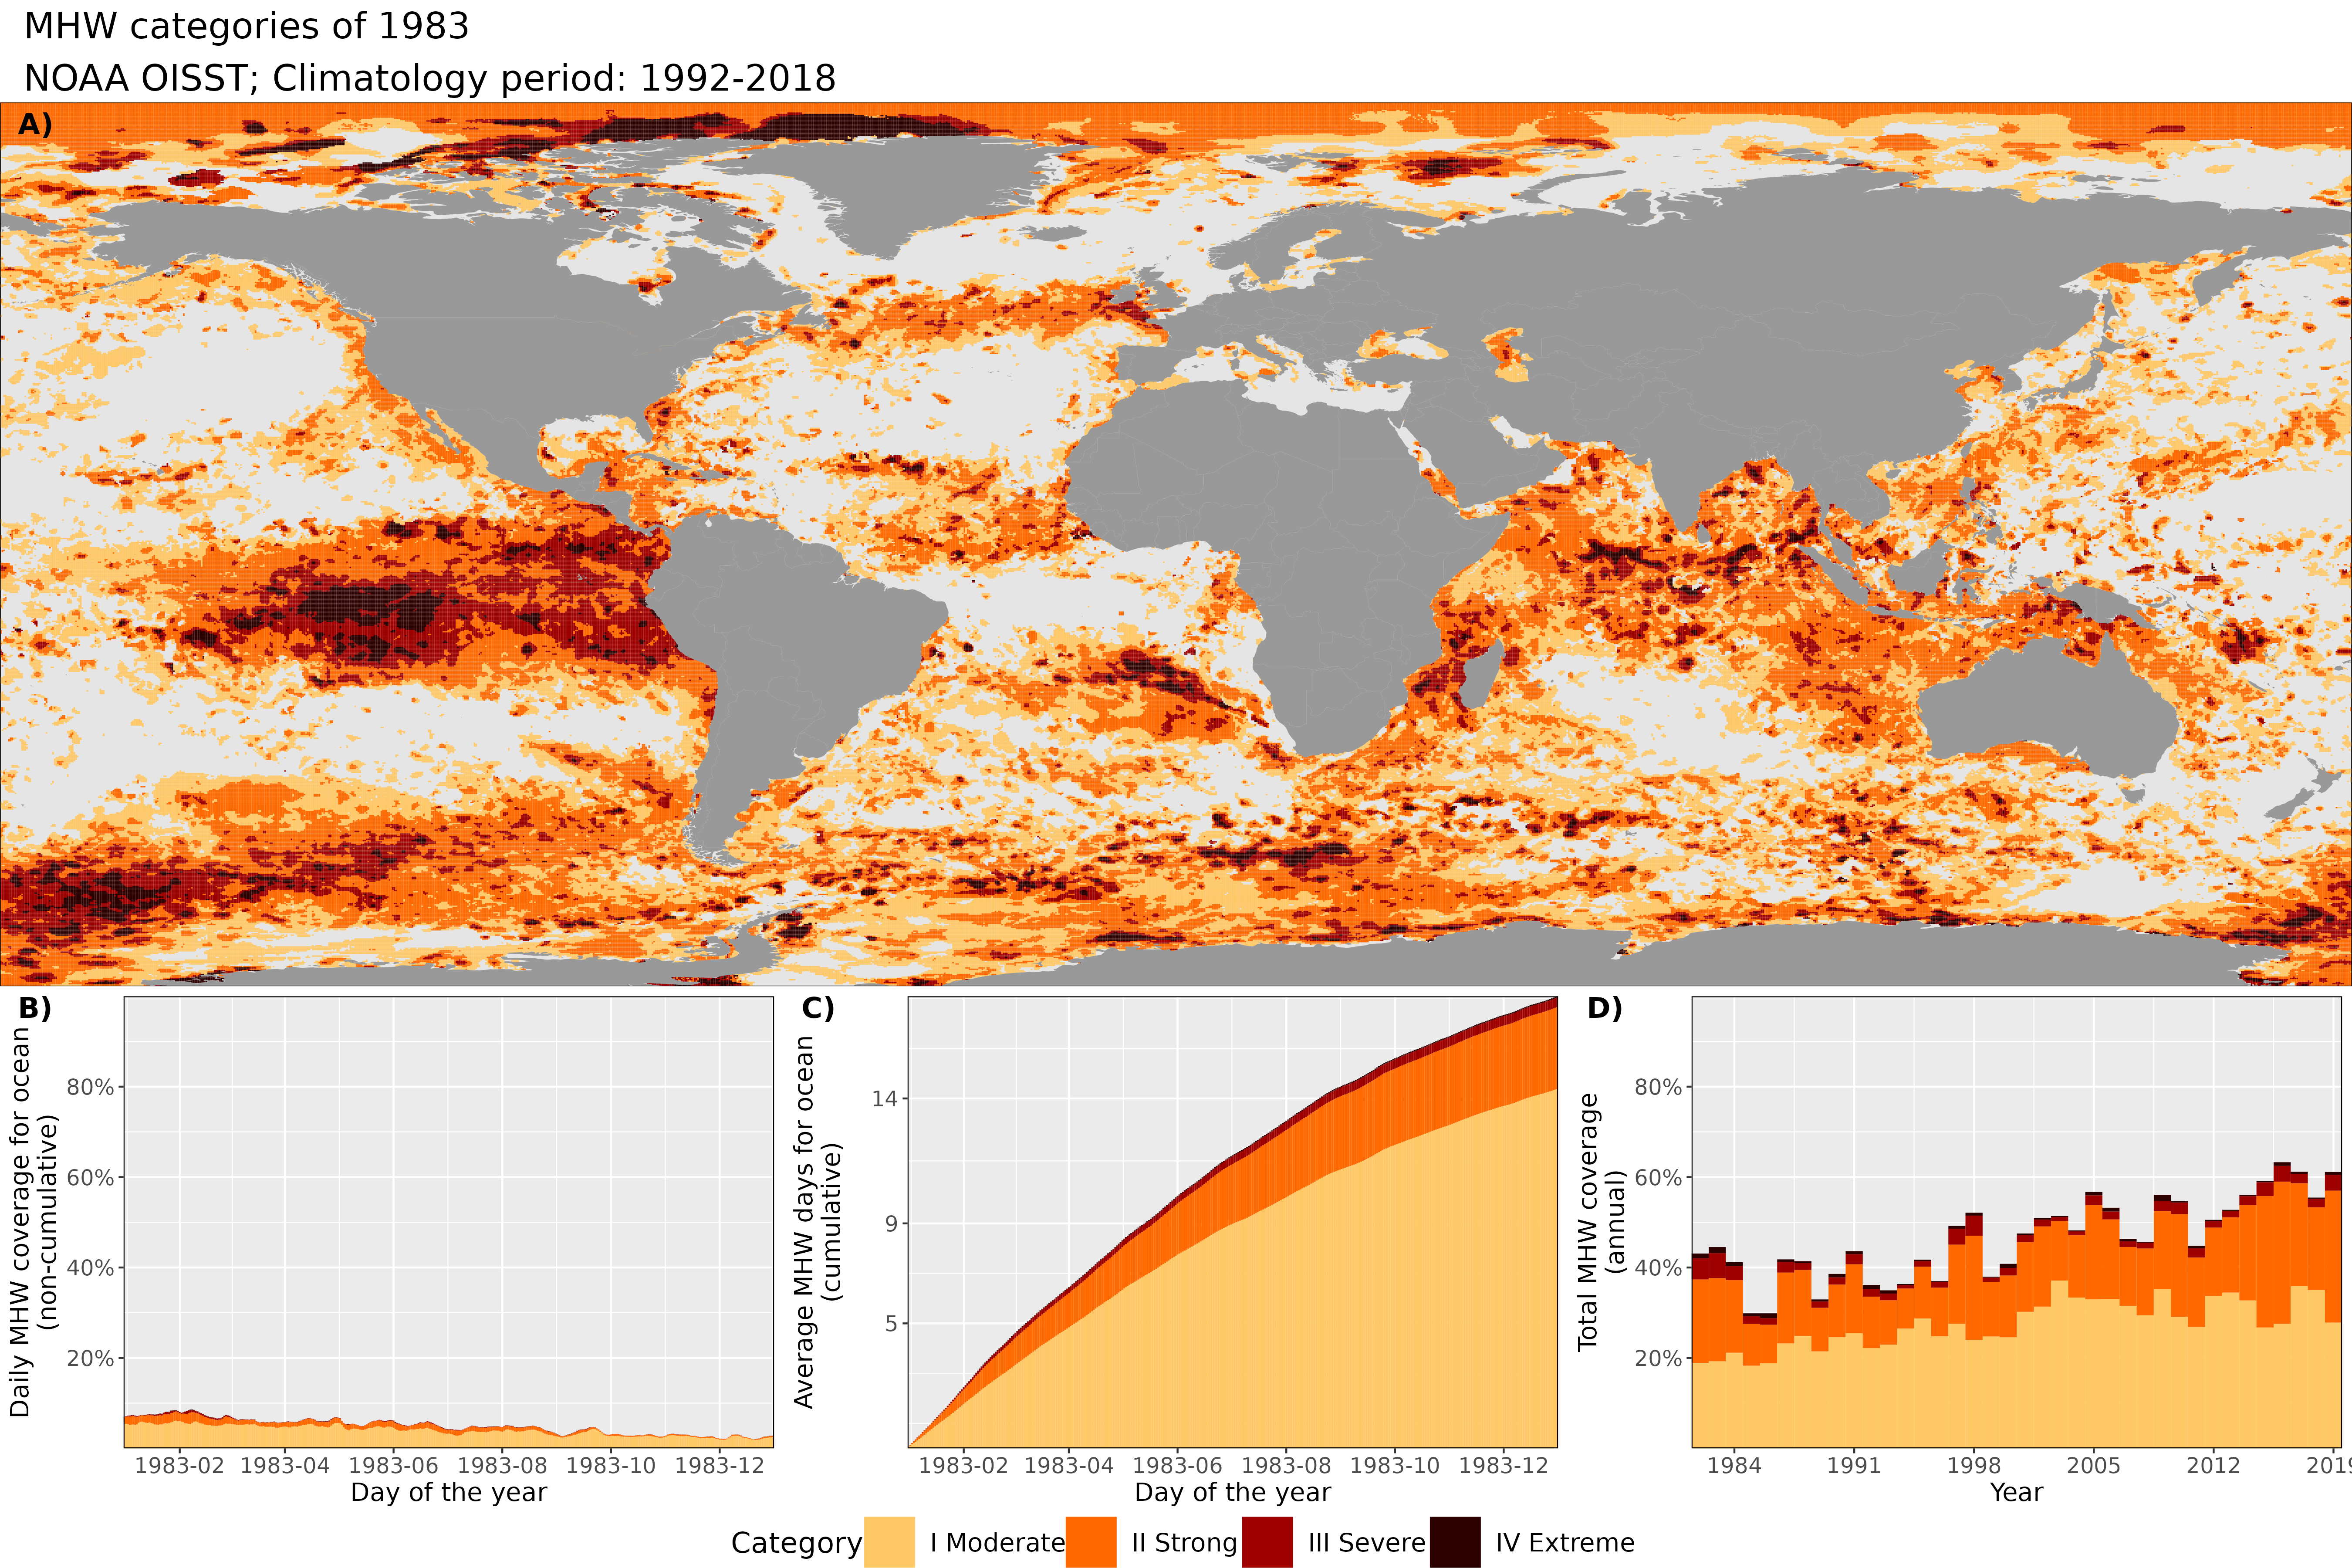 MHW categories of 1983
NOAA OISST; Climatology period: 1992-2018
A)
B)
Daily MHW coverage for ocean
(non-cumulative)
80%
60%
40%
20%
1983-02 1983-04 1983-06 1983-08 1983-10 1983-12
Day of the year
C)
Average MHW days for ocean
(cumulative)
14
9
5
1983-02 1983-04 1983-06 1983-08 1983-10 1983-12
Day of the year
D)
Total MHW coverage
(annual)
80%
60%
40%
20%
1984 1991 1998 2005 2012 2019
Year
Category I Moderate II Strong III Severe IV Extreme